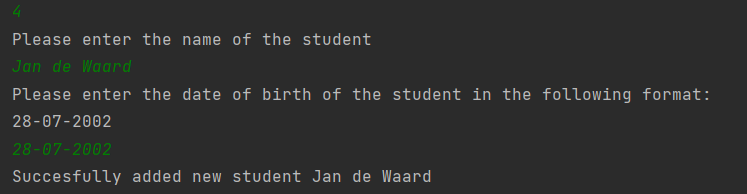 4
Please enter the name of the student
Jan de Waard
Please enter the date of birth of the student in the following format:
28-07-2002
28-07-2002
Succesfully added new student Jan de Waard